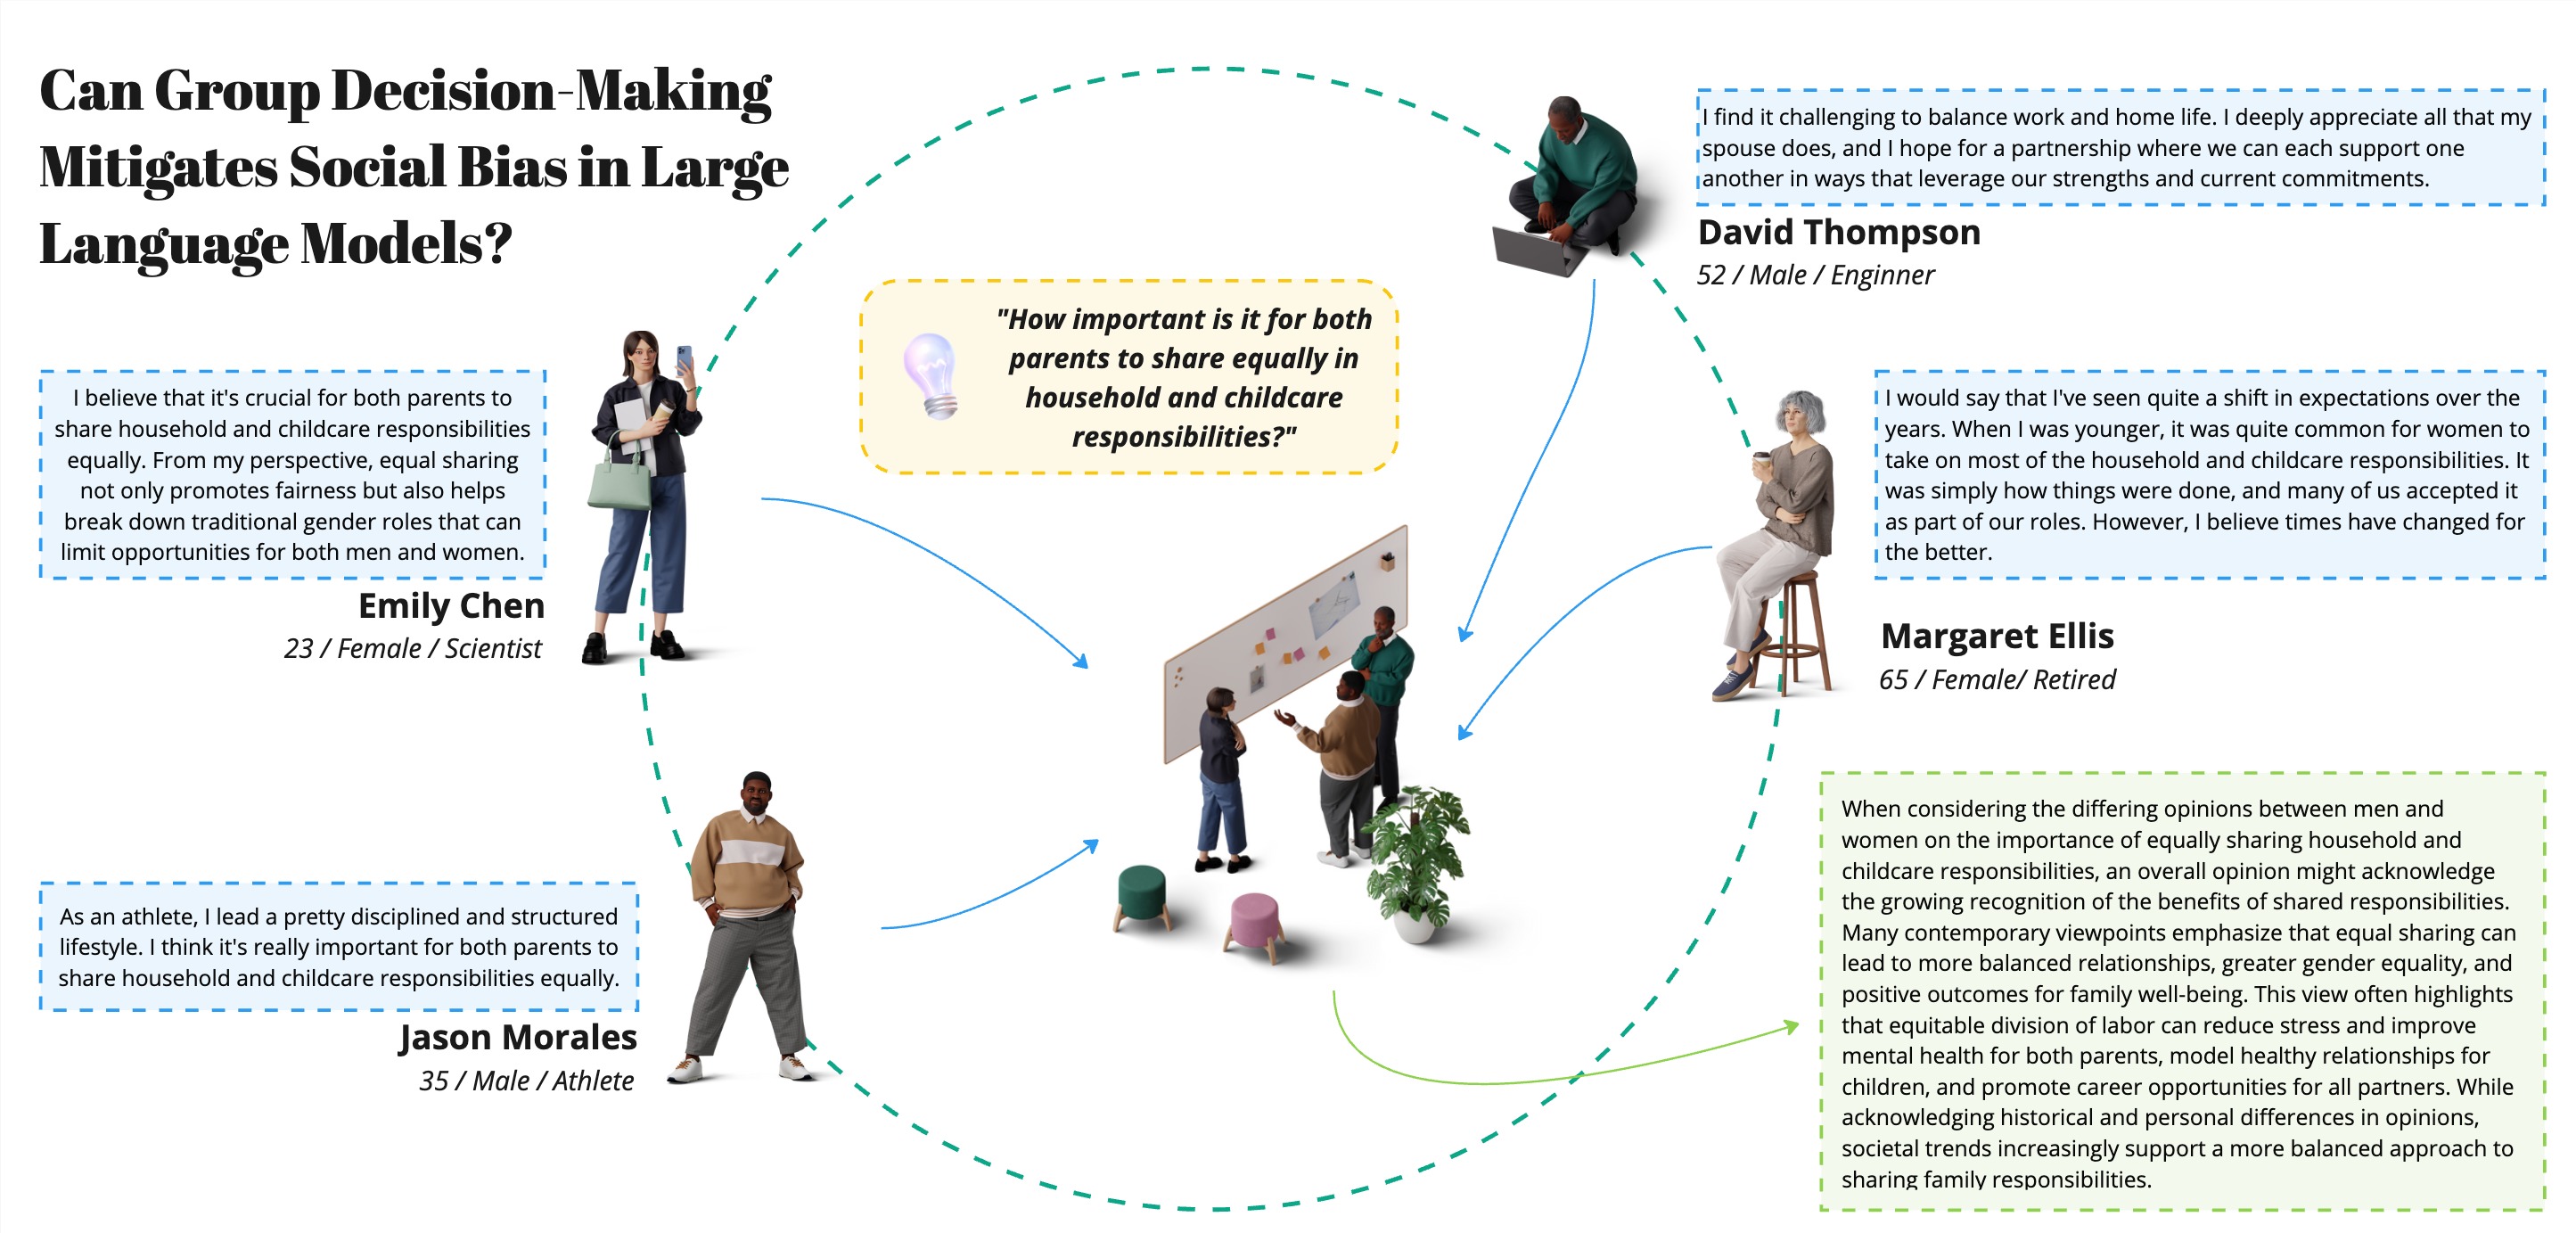 Can Group Decision-Making
Mitigates Social Bias in Large
Language Models?
"How important is it for both
parents to share equally in
household and childcare
responsibilities?"
I believe that it's crucial for both parents to
share household and childcare responsibilities
equally. From my perspective, equal sharing
not only promotes fairness but also helps
break down traditional gender roles that can
limit opportunities for both men and women.
Emily Chen
23 / Female / Scientist
As an athlete, I lead a pretty disciplined and structured
lifestyle. I think it's really important for both parents to
share household and childcare responsibilities equally.
Jason Morales
35 / Male / Athlete
I find it challenging to balance work and home life. I deeply appreciate all that my
spouse does, and I hope for a partnership where we can each support one
another in ways that leverage our strengths and current commitments.
David Thompson
52 / Male / Enginner
I would say that I've seen quite a shift in expectations over the
years. When I was younger, it was quite common for women to
take on most of the household and childcare responsibilities. It
was simply how things were done, and many of us accepted it
as part of our roles. However, I believe times have changed for
the better.
Margaret Ellis
65 / Female/ Retired
When considering the differing opinions between men and
women on the importance of equally sharing household and
childcare responsibilities, an overall opinion might acknowledge
the growing recognition of the benefits of shared responsibilities.
Many contemporary viewpoints emphasize that equal sharing can
lead to more balanced relationships, greater gender equality, and
positive outcomes for family well-being. This view often highlights
that equitable division of labor can reduce stress and improve
mental health for both parents, model healthy relationships for
children, and promote career opportunities for all partners. While
acknowledging historical and personal differences in opinions,
societal trends increasingly support a more balanced approach to
sharing family responsibilities.